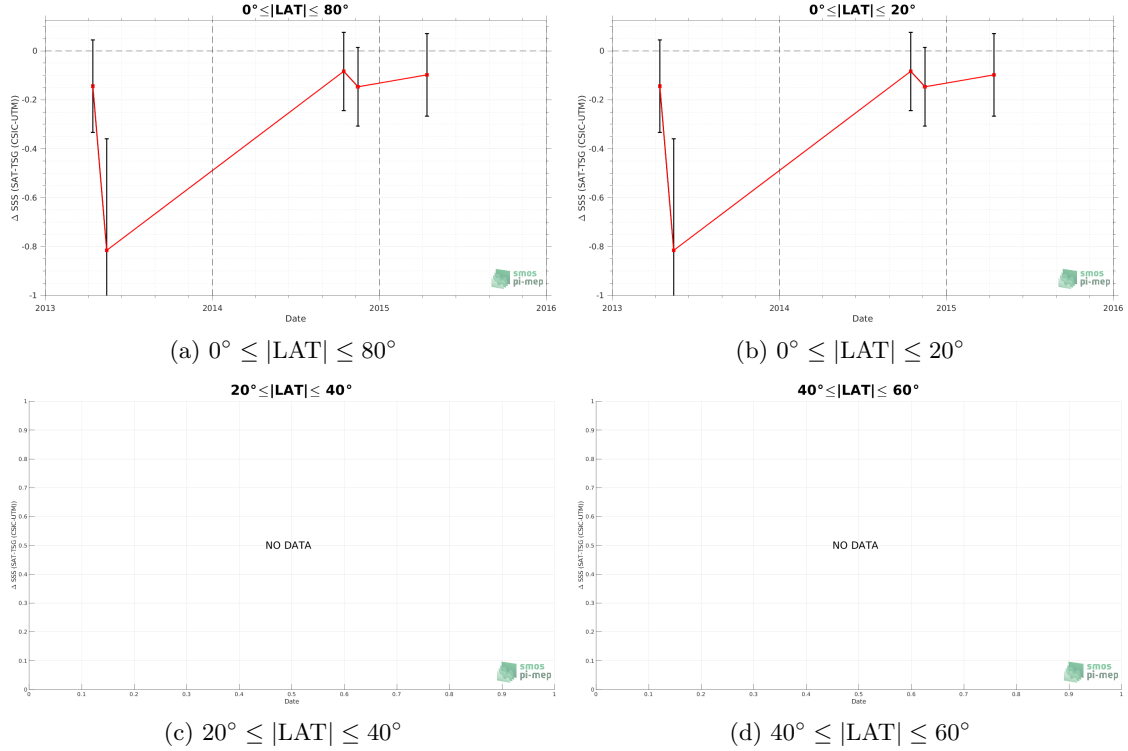 0°≤|LAT|≤ 80°
0
-0.2
-0.4
-0.6
-0.8
-1
Δ SSS (SAT-TSG (CSIC-UTM))
2013
2014
2015
2016
Date
smos
pi-mep
(a) 0° ≤ |LAT| ≤ 80°
0°≤|LAT|≤ 20°
0
-0.2
-0.4
-0.6
-0.8
-1
Δ SSS (SAT-TSG (CSIC-UTM))
2013
2014
2015
2016
Date
smos
pi-mep
(b) 0° ≤ |LAT| ≤ 20°
20°≤|LAT|≤ 40°
1
0.9
0.8
0.7
0.6
0.5
0.4
0.3
0.2
0.1
0
Δ SSS (SAT-TSG (CSIC-UTM))
NO DATA
0 0.1 0.2 0.3 0.4 0.5 0.6 0.7 0.8 0.9 1
Date
smos
pi-mep
(c) 20° ≤ |LAT| ≤ 40°
40°≤|LAT|≤ 60°
1
0.9
0.8
0.7
0.6
0.5
0.4
0.3
0.2
0.1
0
Δ SSS (SAT-TSG (CSIC-UTM))
NO DATA
0 0.1 0.2 0.3 0.4 0.5 0.6 0.7 0.8 0.9 1
Date
smos
pi-mep
(d) 40° ≤ |LAT| ≤ 60°